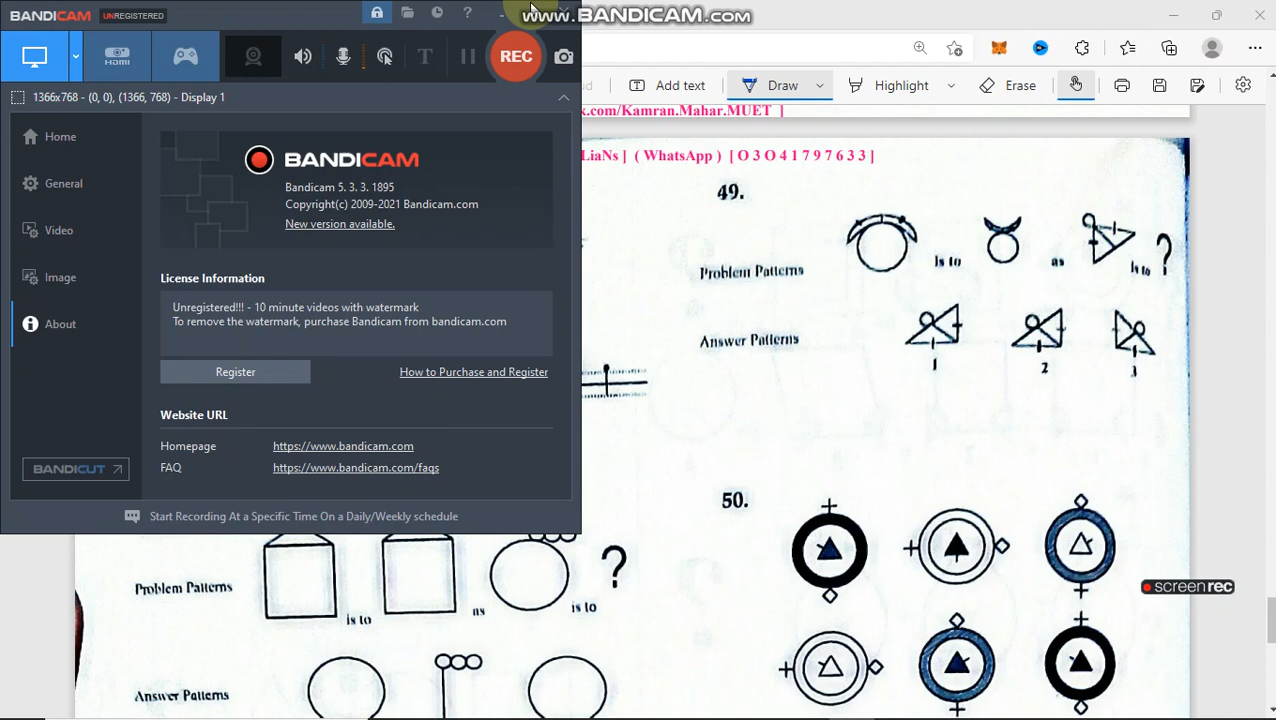 BANDICAM UNREGISTERED
www.BANDICAM.com
REC
1366x768 - (0, 0), (1366, 768) - Display 1
Home
General
Video
Image
About
BANDICUT
BANDICAM
Bandicam 5. 3. 3. 1895
Copyright(c) 2009-2021 Bandicam.com
New version available.
License Information
Unregistered!!! - 10 minute videos with watermark
To remove the watermark, purchase Bandicam from bandicam.com
Register
How to Purchase and Register
Website URL
Homepage https://www.bandicam.com
FAQ https://www.bandicam.com/faqs
Start Recording At a Specific Time On a Daily/Weekly schedule
Add text
Draw
Highlight
Erase
k.com/Kamran.Mahar.MUET ]
LiaNs ] ( WhatsApp ) [ O 3 O 4 1 7 9 7 6 3 3 ]
49.
Problem Patterns
is to
as
is to ?
Answer Patterns
1 2 3
50.
Problem Patterns
is to
as
is to ?
Answer Patterns
screenrec